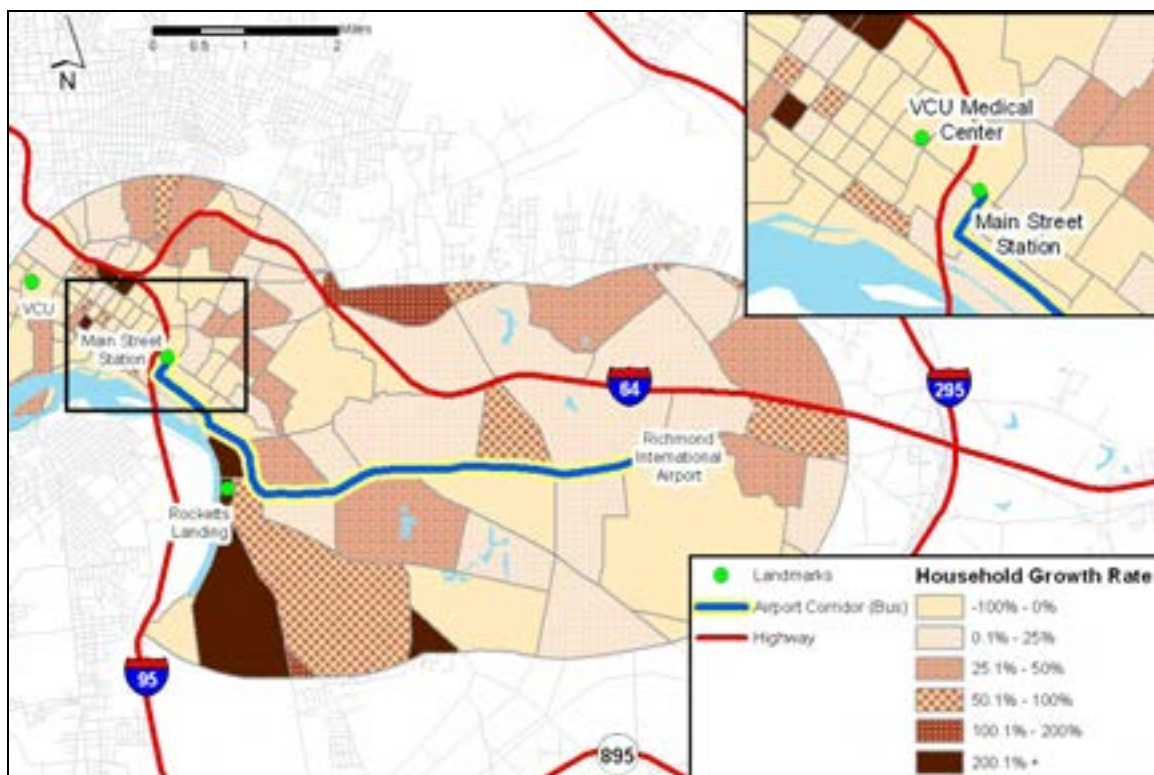 Miles
0 0.5 1 2
N
VCU Medical
Center
Main Street
Station
VCU
Main Street
Station
64
295
Richmond
International
Airport
Rocketts
Landing
95
895
Landmarks
Airport Corridor (Bus)
Highway
Household Growth Rate
-100% - 0%
0.1% - 25%
25.1% - 50%
50.1% - 100%
100.1% - 200%
200.1% +